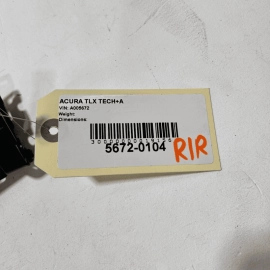 ACURA TLX TECH+A
VIN: A005672
Weight:
Dimensions:
5672-0104
RIR